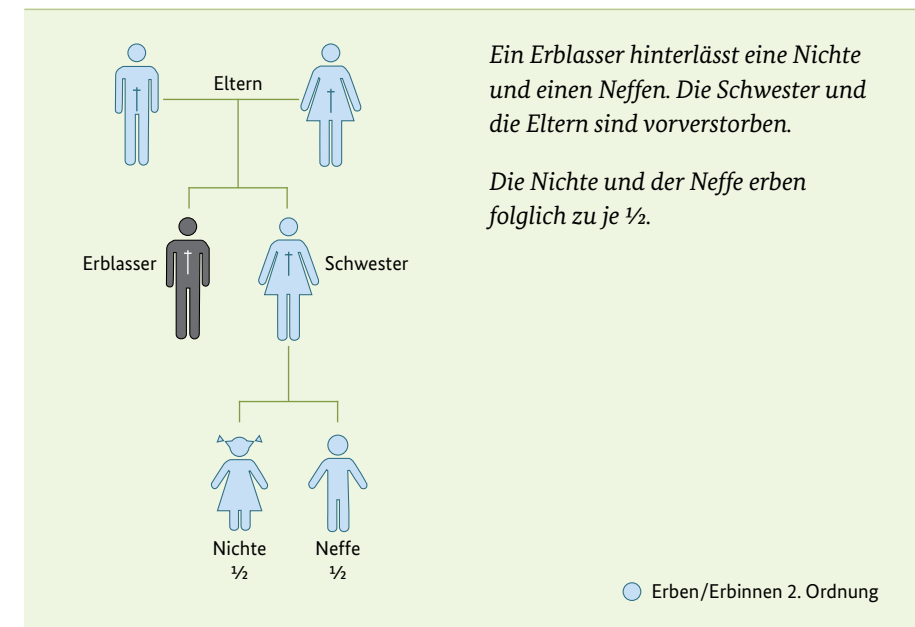 Eltern
Erblasser
Schwester
Nichte
½
Neffe
½
Ein Erblasser hinterlässt eine Nichte
und einen Neffen. Die Schwester und
die Eltern sind vorverstorben.
Die Nichte und der Neffe erben
folglich zu je ½.
Erben/Erbinnen 2. Ordnung